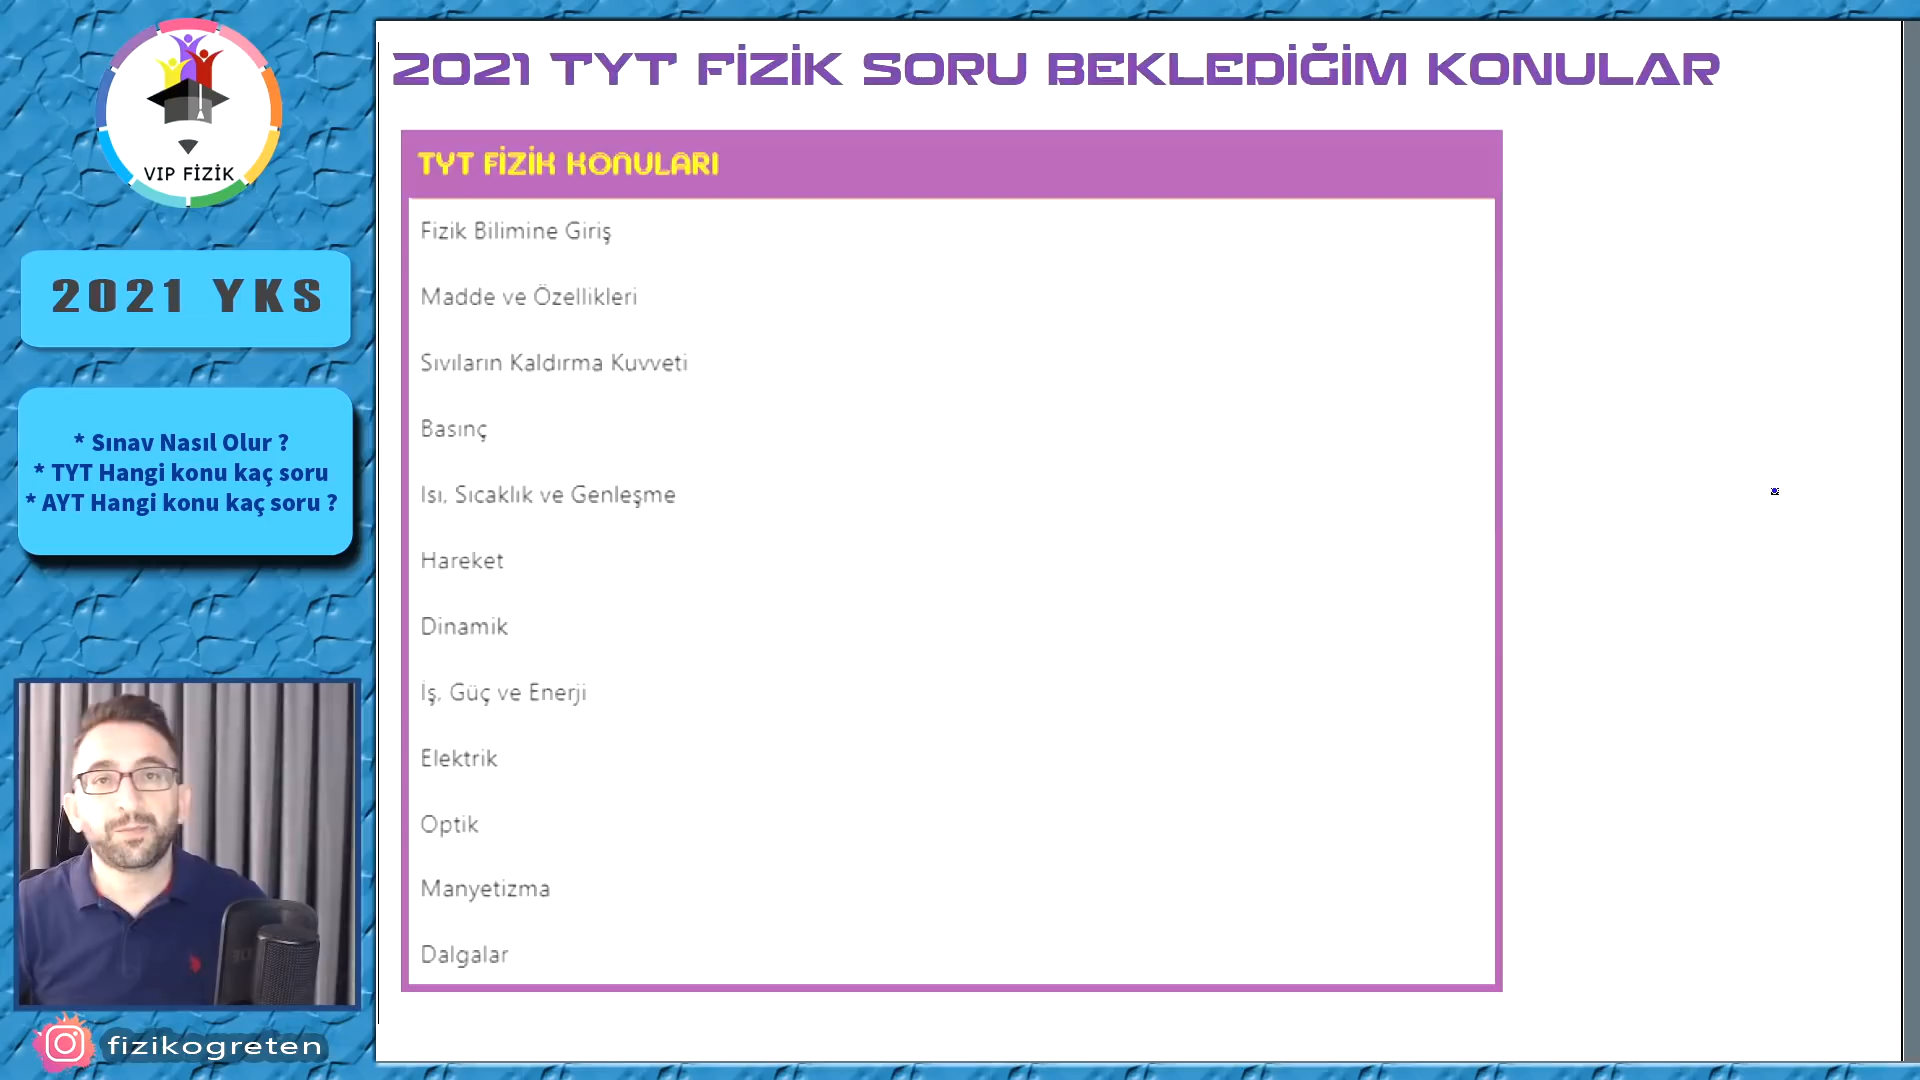 VIP FİZİK
2021 YKS
* Sınav Nasıl Olur ?
* TYT Hangi konu kaç soru
* AYT Hangi konu kaç soru ?
fizikogreten
2021 TYT FİZİK SORU BEKLEDİĞİM KONULAR
TYT FİZİK KONULARI
Fizik Bilimine Giriş
Madde ve Özellikleri
Sıvıların Kaldırma Kuvveti
Basınç
Isı, Sıcaklık ve Genleşme
Hareket
Dinamik
İş, Güç ve Enerji
Elektrik
Optik
Manyetizma
Dalgalar